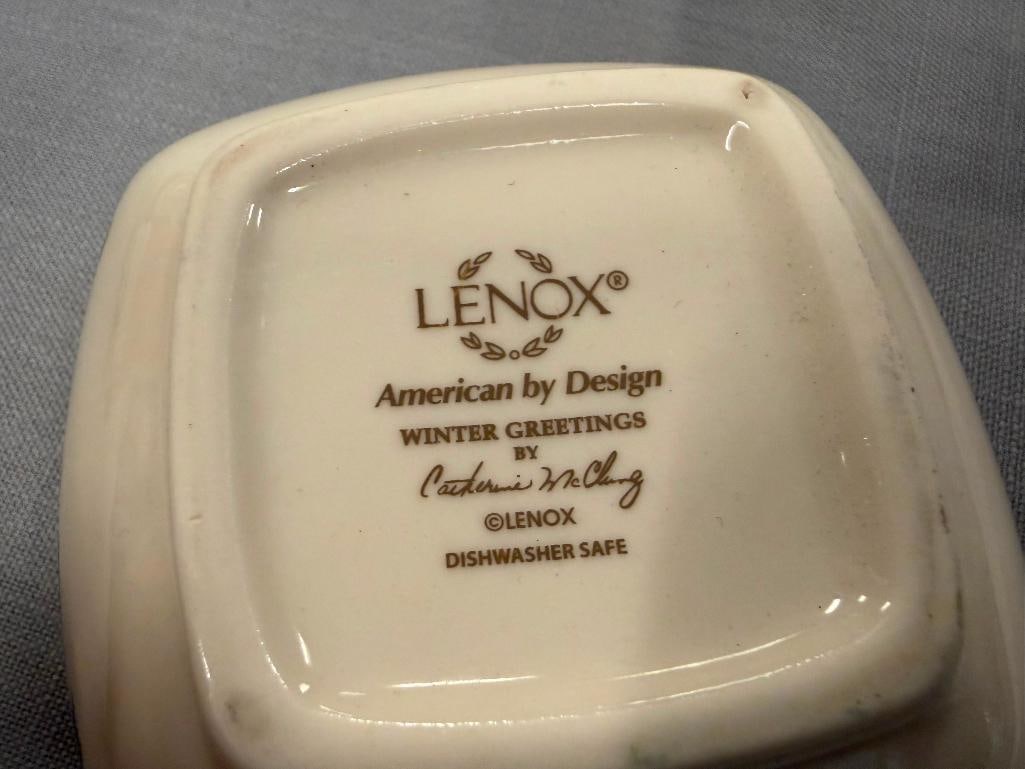 LENOX®
American by Design
WINTER GREETINGS
BY
Catherine McClung
©LENOX
DISHWASHER SAFE